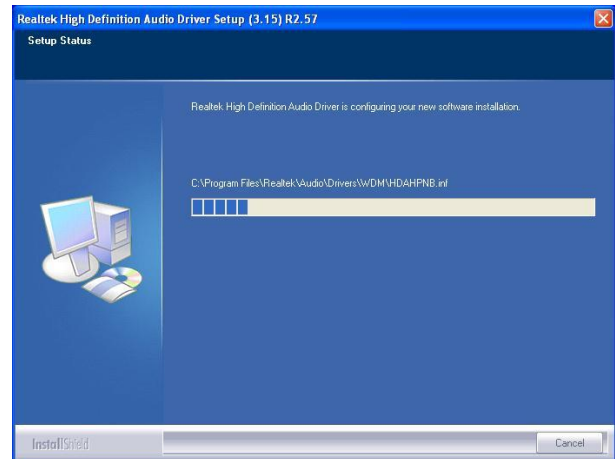 Realtek High Definition Audio Driver Setup (3.15) R2.57
Setup Status
Realtek High Definition Audio Driver is configuring your new software installation.
C:\Program Files\Realtek\Audio\Drivers\WDM\HDAHPNB.inf
InstallShield
Cancel